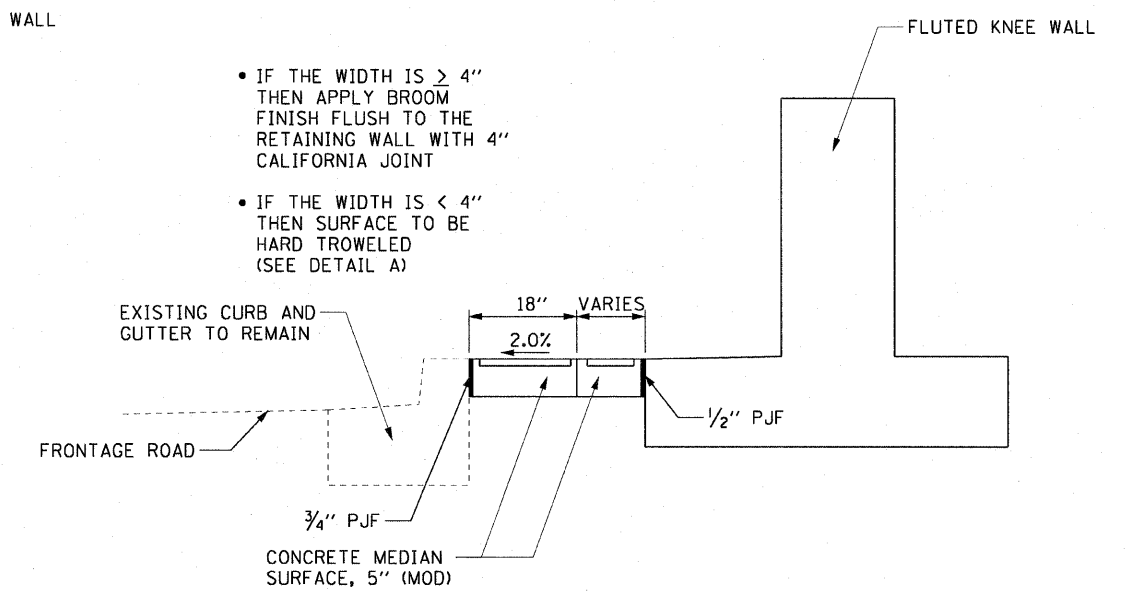 WALL
FLUTED KNEE WALL
• IF THE WIDTH IS ≥ 4"
THEN APPLY BROOM
FINISH FLUSH TO THE
RETAINING WALL WITH 4"
CALIFORNIA JOINT
• IF THE WIDTH IS < 4"
THEN SURFACE TO BE
HARD TROWELED
(SEE DETAIL A)
EXISTING CURB AND
GUTTER TO REMAIN
18"
VARIES
2.0%
1/2" PJF
FRONTAGE ROAD
3/4" PJF
CONCRETE MEDIAN
SURFACE, 5" (MOD)